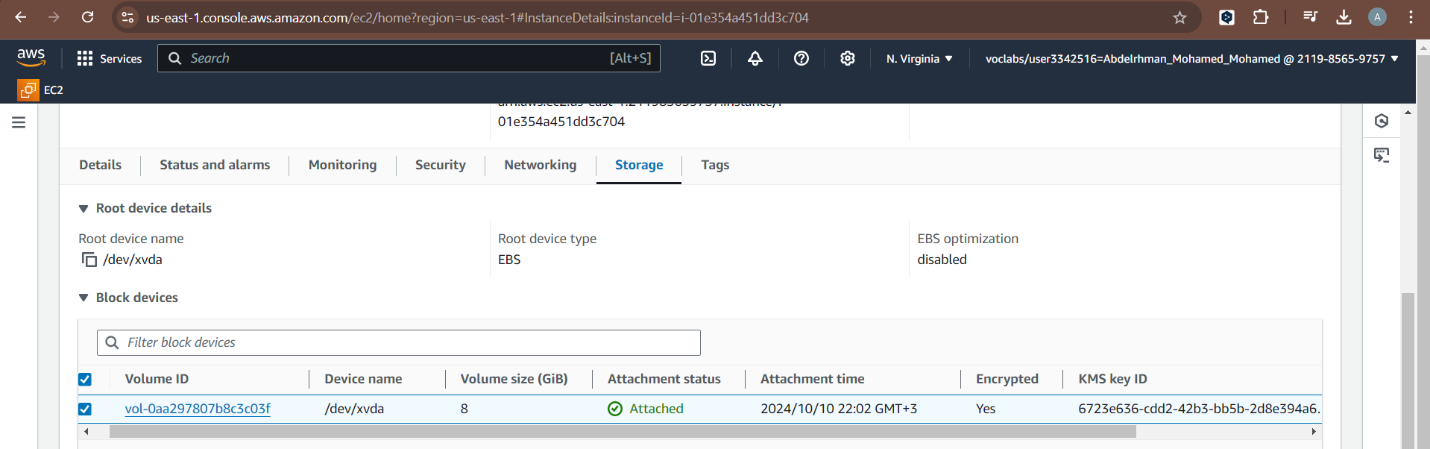 us-east-1.console.aws.amazon.com/ec2/home?region=us-east-1#InstanceDetails:instanceId=i-01e354a451dd3c704
A
aws Services Search [Alt+S] N. Virginia voclabs/user3342516=Abdelrhman_Mohamed_Mohamed @ 2119-8565-9757
EC2
01e354a451dd3c704
Details Status and alarms Monitoring Security Networking Storage Tags
Root device details
Root device name Root device type EBS optimization
/dev/xvda EBS disabled
Block devices
Filter block devices
Volume ID Device name Volume size (GiB) Attachment status Attachment time Encrypted KMS key ID
vol-0aa297807b8c3c03f /dev/xvda 8 Attached 2024/10/10 22:02 GMT+3 Yes 6723e636-cdd2-42b3-bb5b-2d8e394a6.